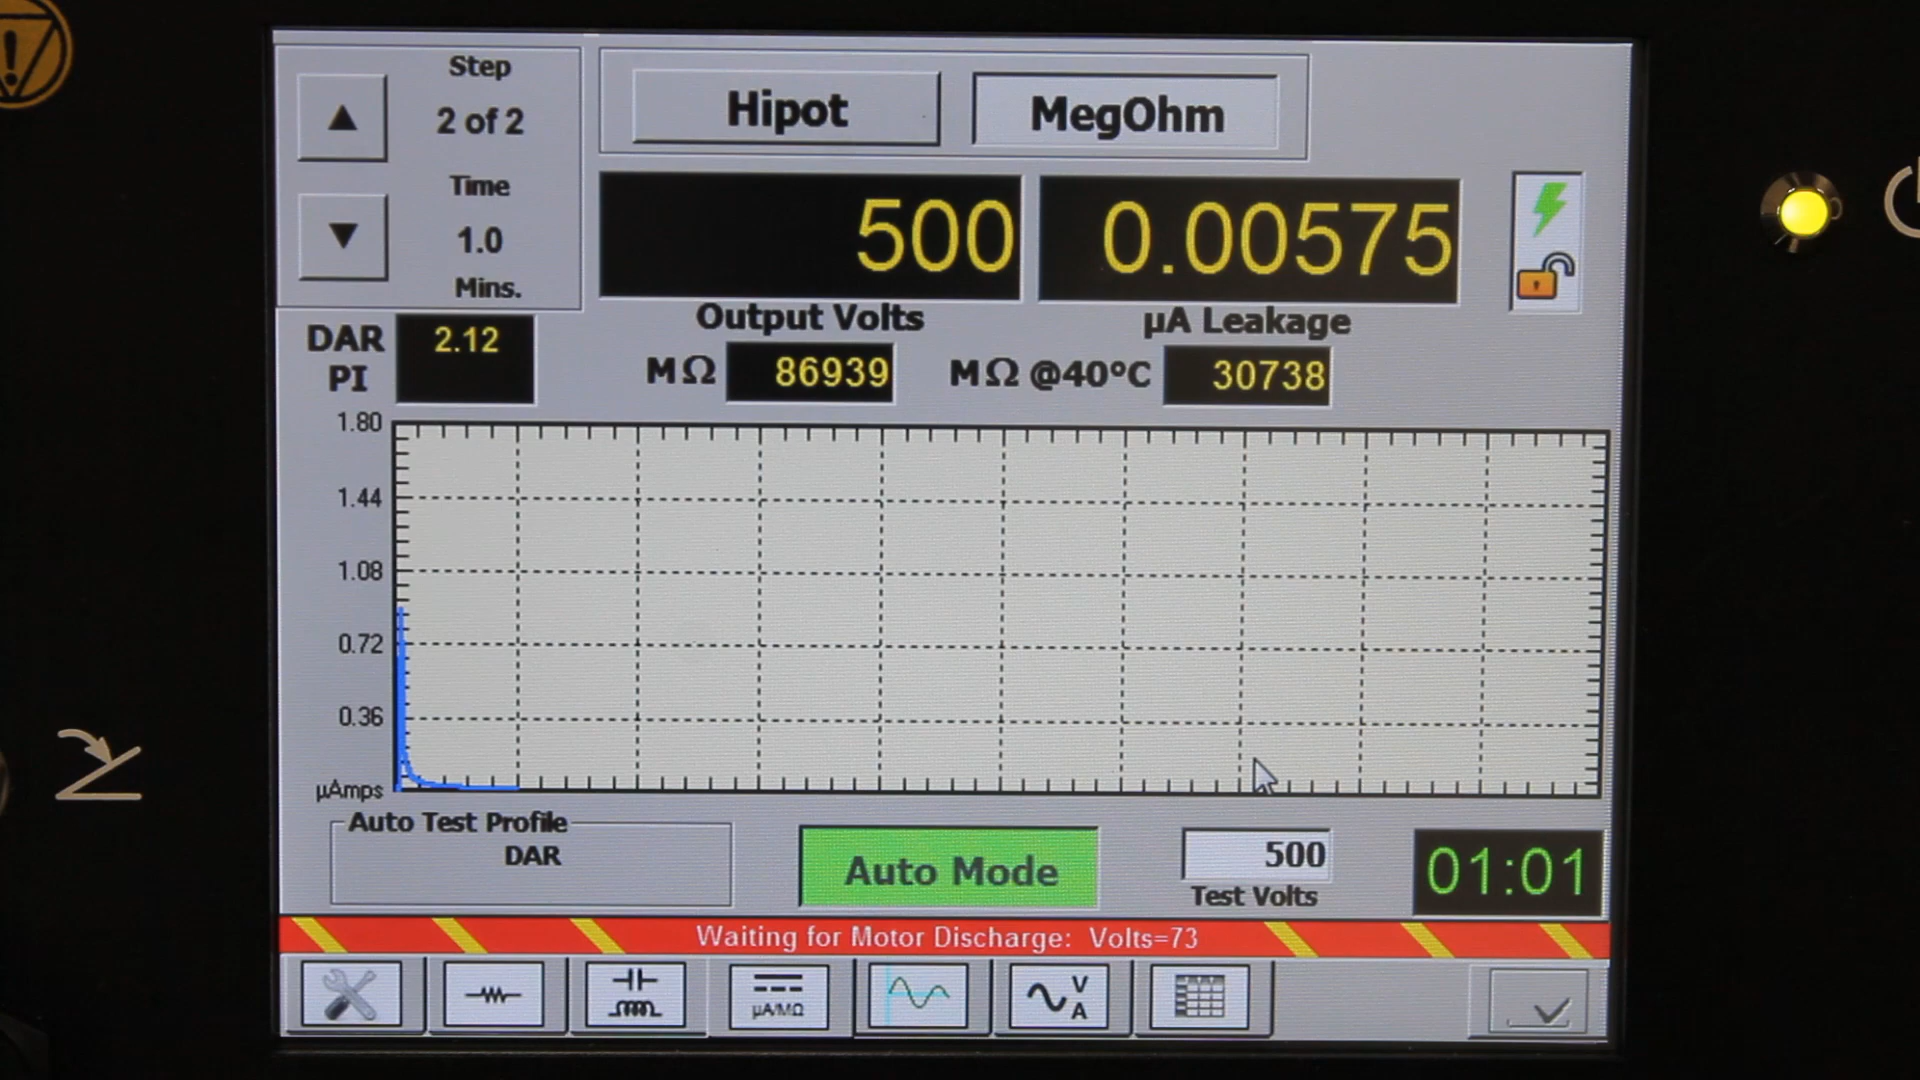 Step
2 of 2
Time
1.0
Mins.
Hipot
MegOhm
500
0.00575
Output Volts
µA Leakage
DAR
PI
2.12
MΩ
86939
MΩ @40°C
30738
1.80
1.44
1.08
0.72
0.36
µAmps
Auto Test Profile
DAR
Auto Mode
500
Test Volts
01:01
Waiting for Motor Discharge: Volts=73
µA/MΩ
V
A